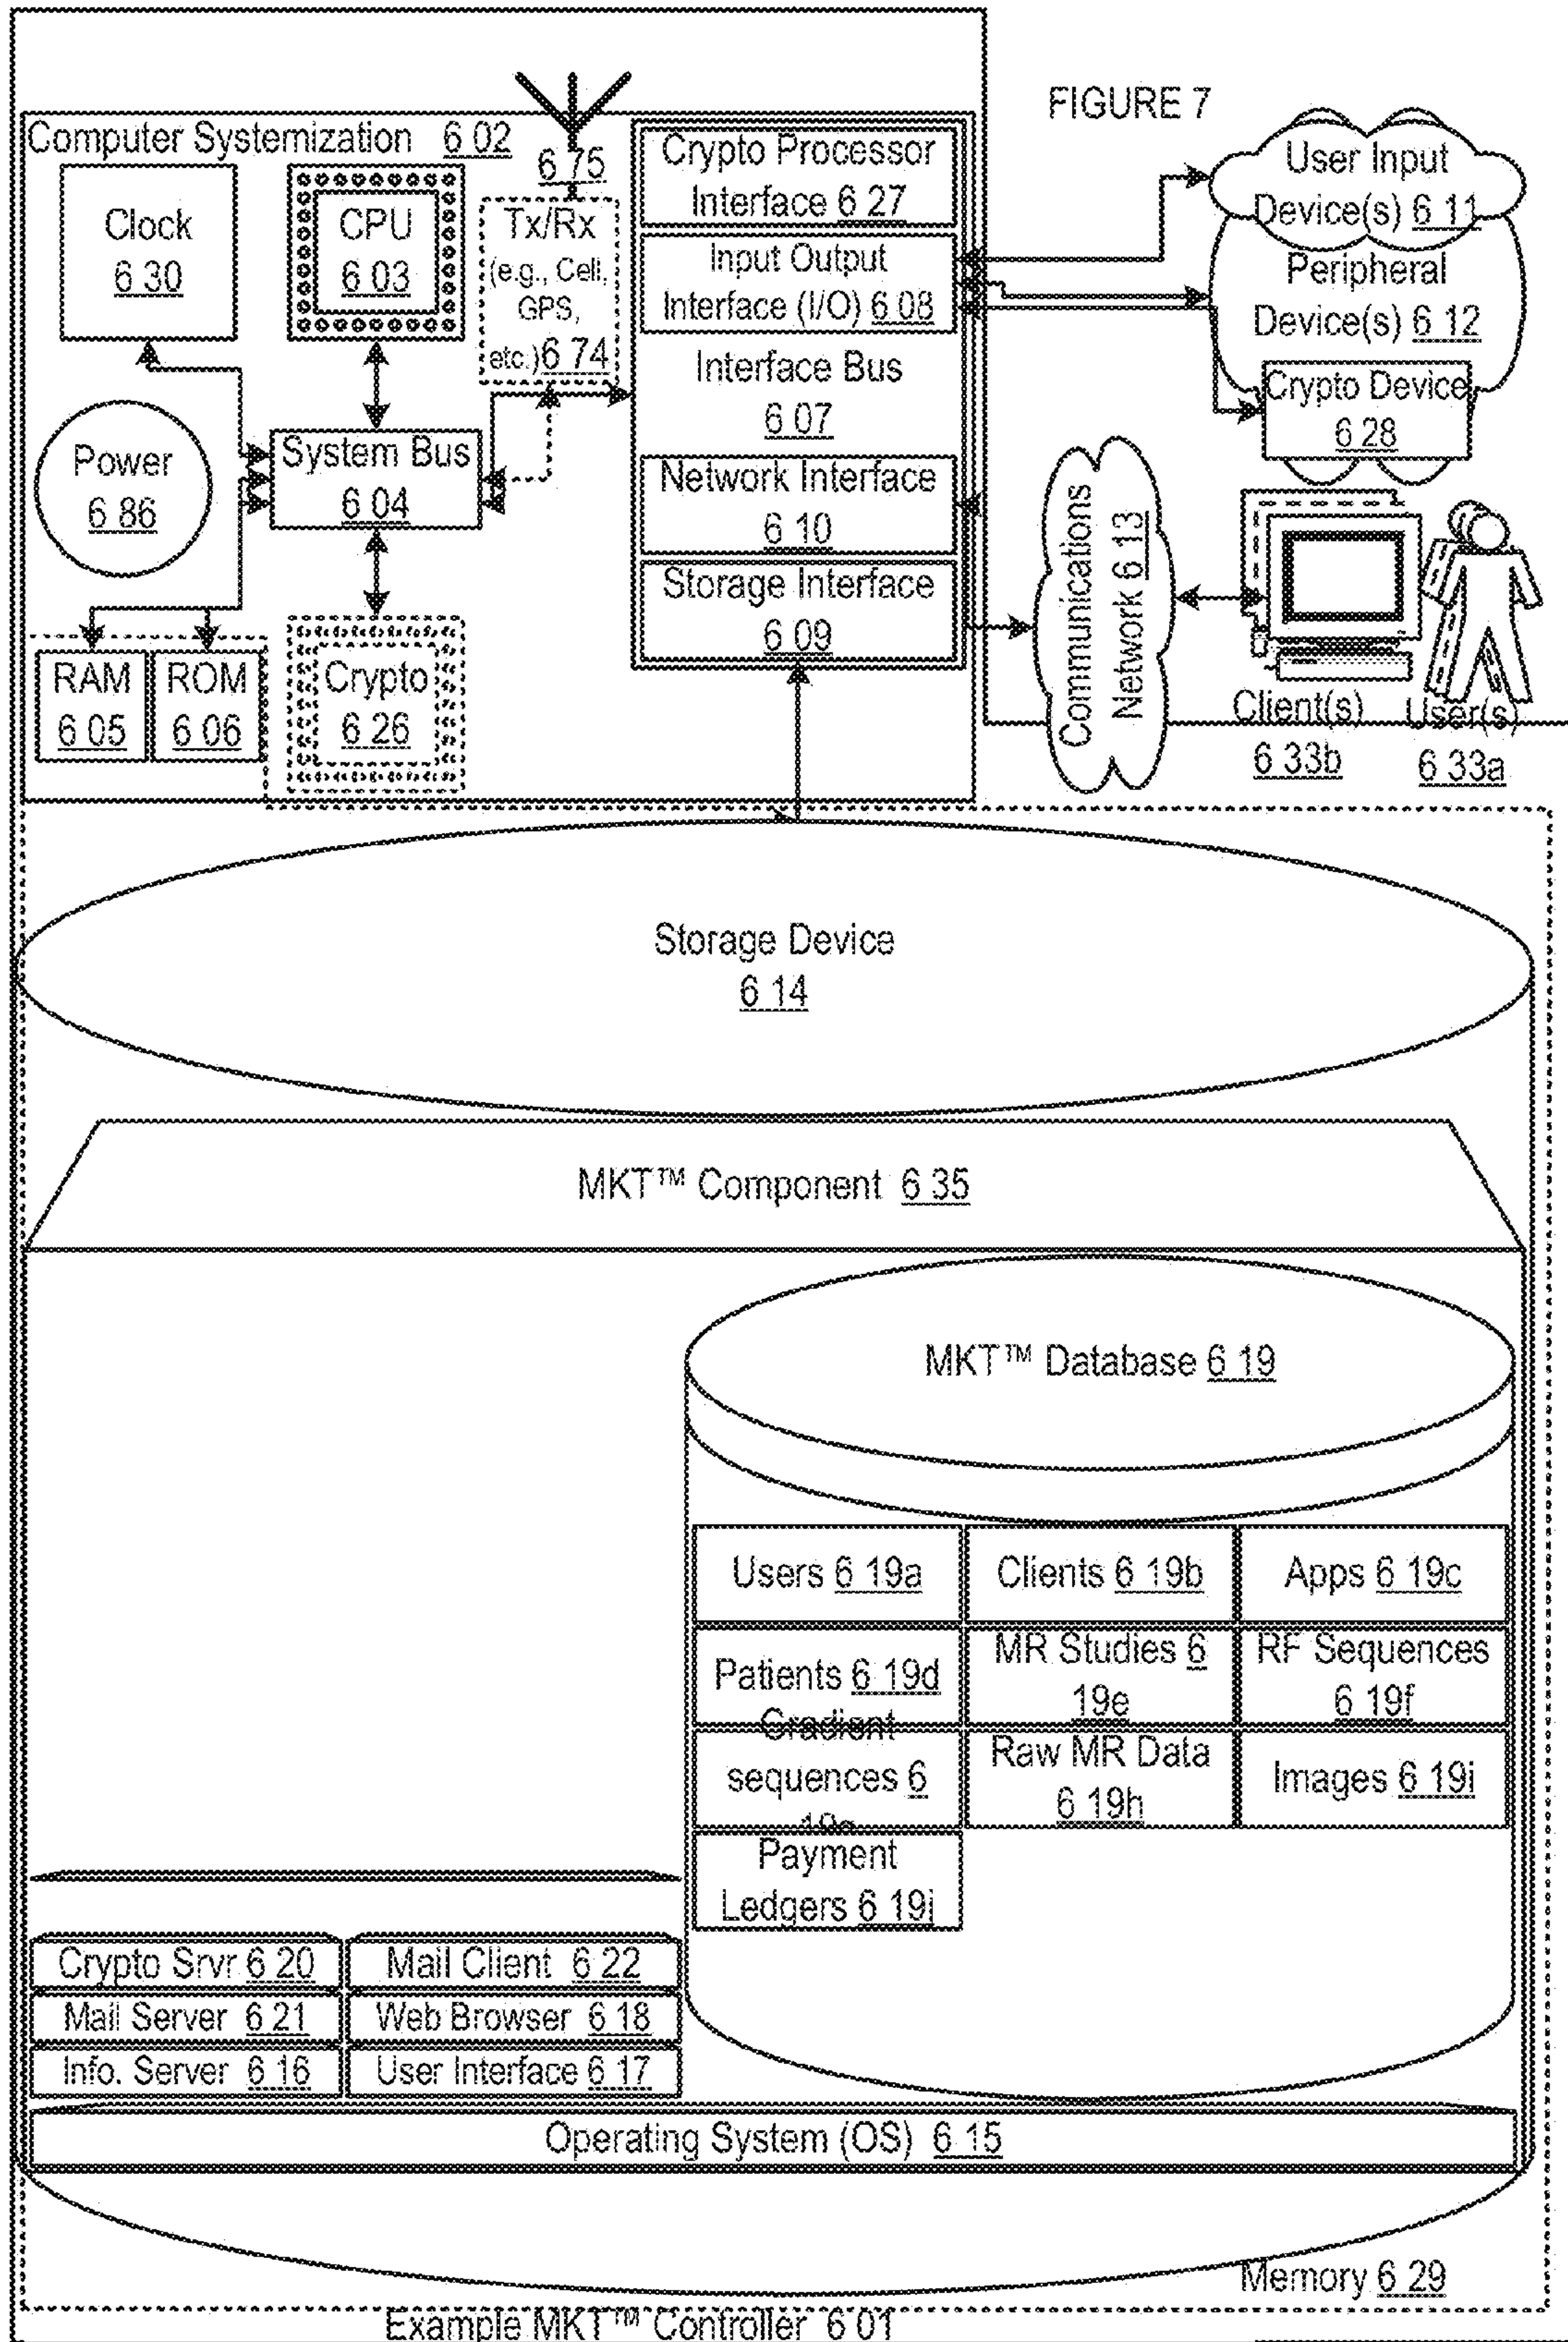 FIGURE 7
Computer Systemization 6 02
6 75
Clock
6 30
CPU
6 03
Tx/Rx
(e.g., Cell,
GPS,
etc.) 6 74
Crypto Processor
Interface 6 27
Input Output
Interface (I/O) 6 08
Interface Bus
6 07
Network Interface
6 10
Storage Interface
6 09
User Input
Device(s) 6 11
Peripheral
Device(s) 6 12
Crypto Device
6 28
Power
6 86
System Bus
6 04
RAM
6 05
ROM
6 06
Crypto
6 26
Communications
Network 6 13
Client(s)
6 33b
User(s)
6 33a
Storage Device
6 14
MKT™ Component 6 35
MKT™ Database 6 19
Users 6 19a
Clients 6 19b
Apps 6 19c
Patients 6 19d
MR Studies 6
19e
RF Sequences
6 19f
Gradient
sequences 6
Raw MR Data
6 19h
Images 6 19i
Payment
Ledgers 6 19j
Crypto Srvr 6 20
Mail Client 6 22
Mail Server 6 21
Web Browser 6 18
Info. Server 6 16
User Interface 6 17
Operating System (OS) 6 15
Memory 6 29
Example MKT™ Controller 6 01